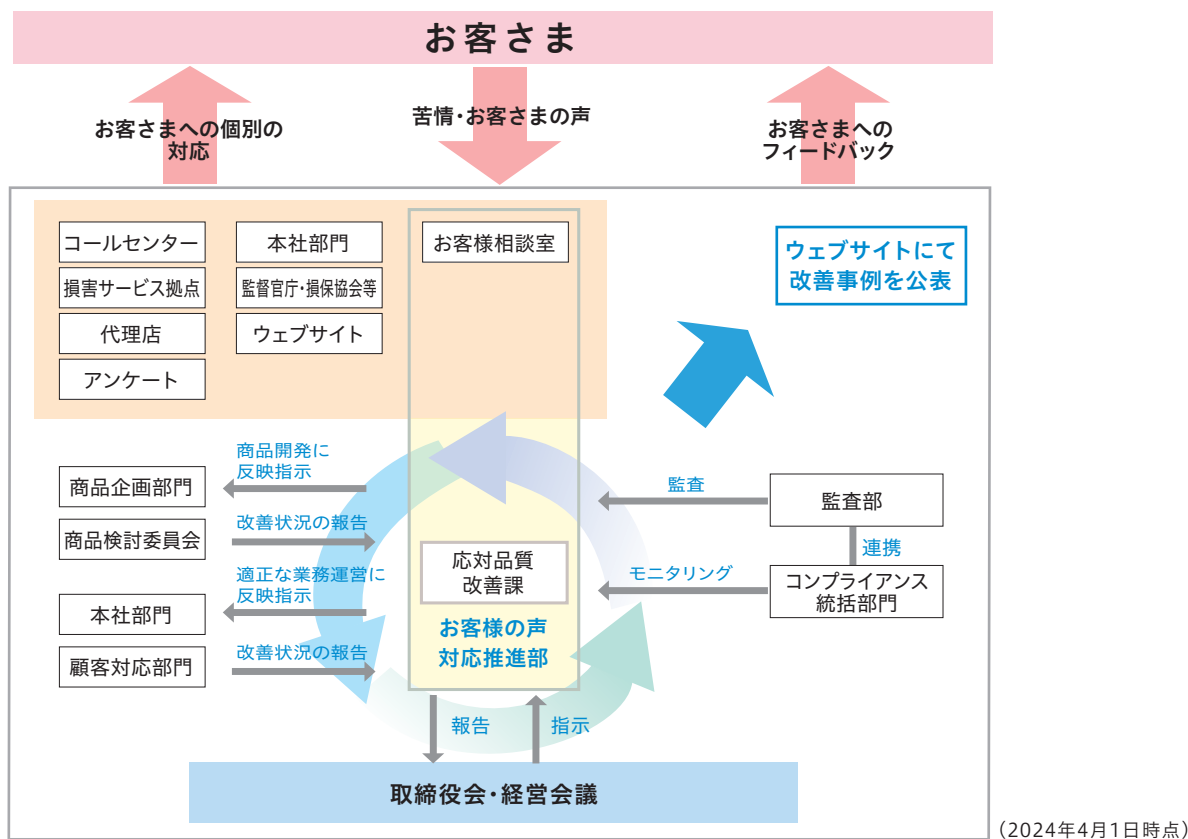 お客さま
お客さまへの個別の
対応
苦情・お客さまの声
お客さまへの
フィードバック
コールセンター
本社部門
お客様相談室
損害サービス拠点
監督官庁・損保協会等
代理店
ウェブサイト
アンケート
ウェブサイトにて
改善事例を公表
商品開発に
反映指示
商品企画部門
改善状況の報告
商品検討委員会
適正な業務運営に
反映指示
本社部門
改善状況の報告
顧客対応部門
応対品質
改善課
お客様の声
対応推進部
監査
監査部
連携
モニタリング
コンプライアンス
統括部門
報告
指示
取締役会・経営会議
(2024年4月1日時点)